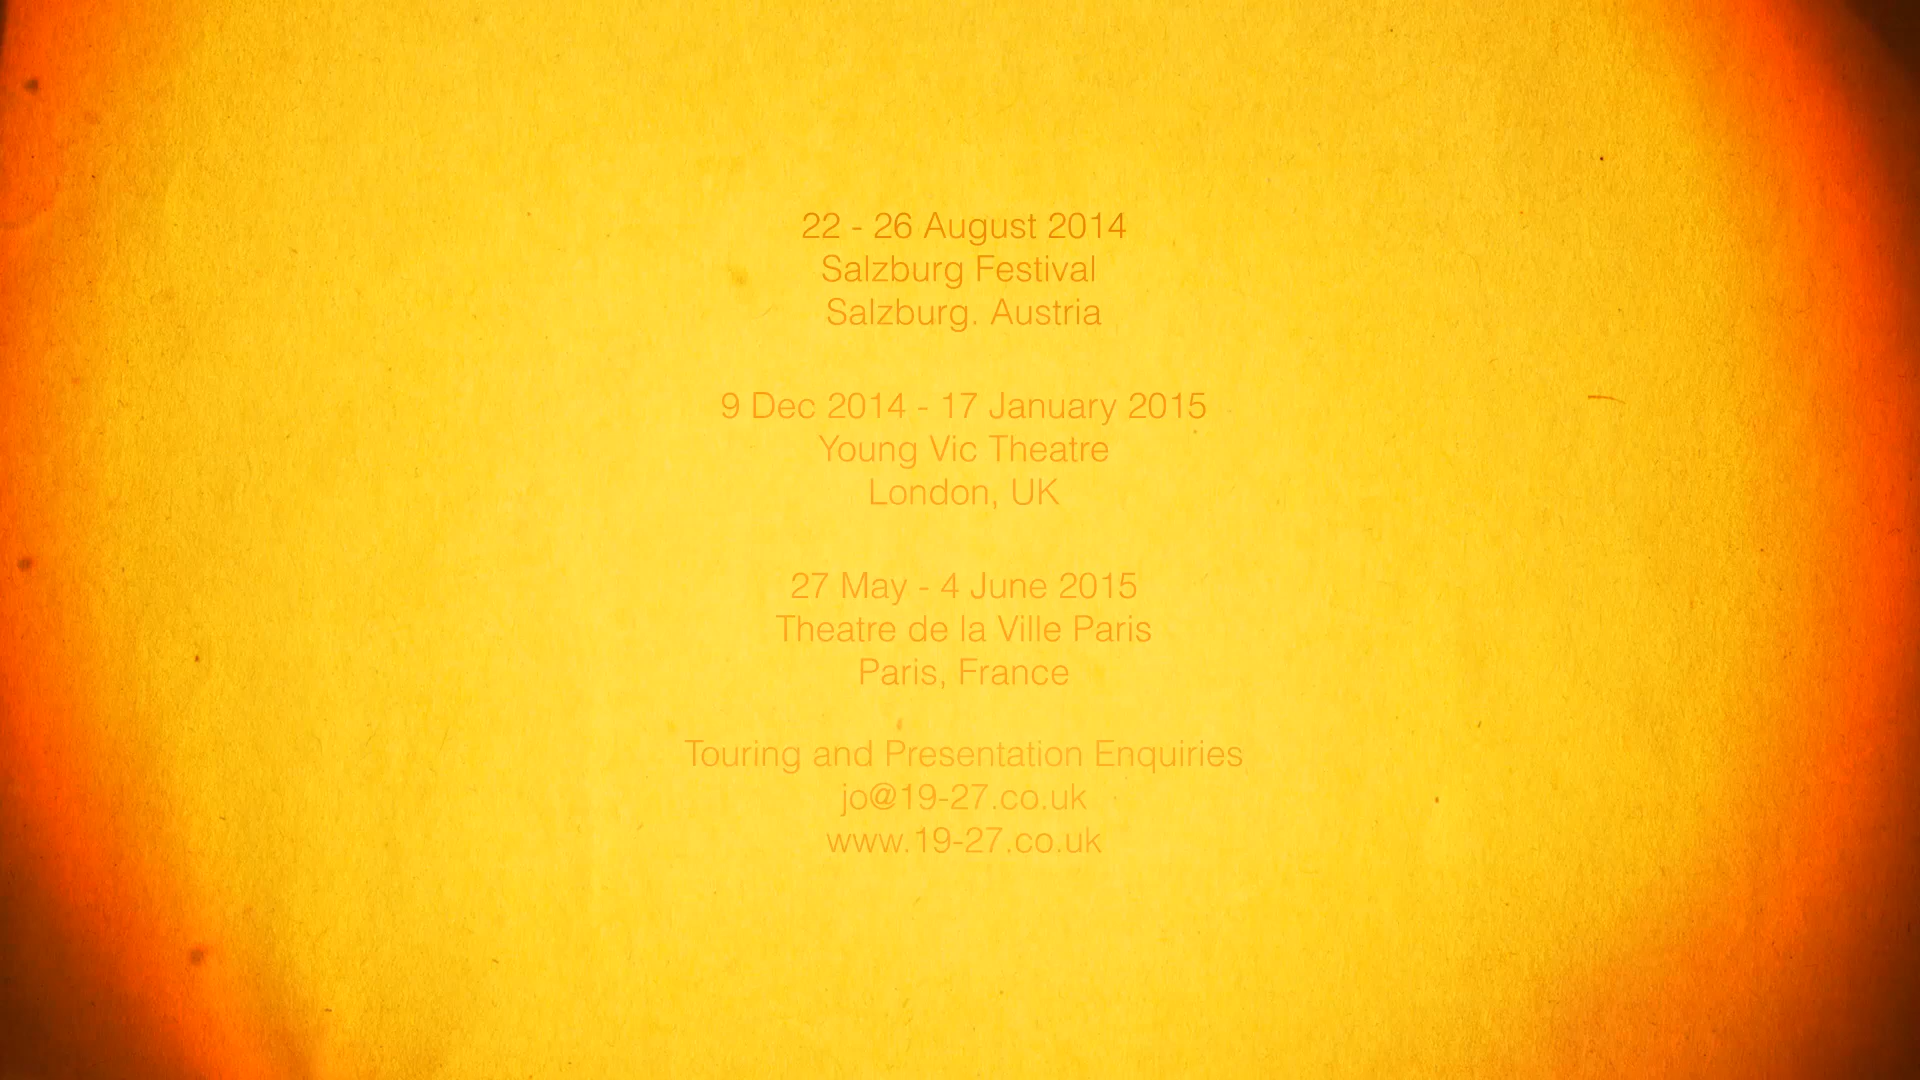 22 - 26 August 2014
Salzburg Festival
Salzburg. Austria
9 Dec 2014 - 17 January 2015
Young Vic Theatre
London, UK
27 May - 4 June 2015
Theatre de la Ville Paris
Paris, France
Touring and Presentation Enquiries
jo@19-27.co.uk
www.19-27.co.uk